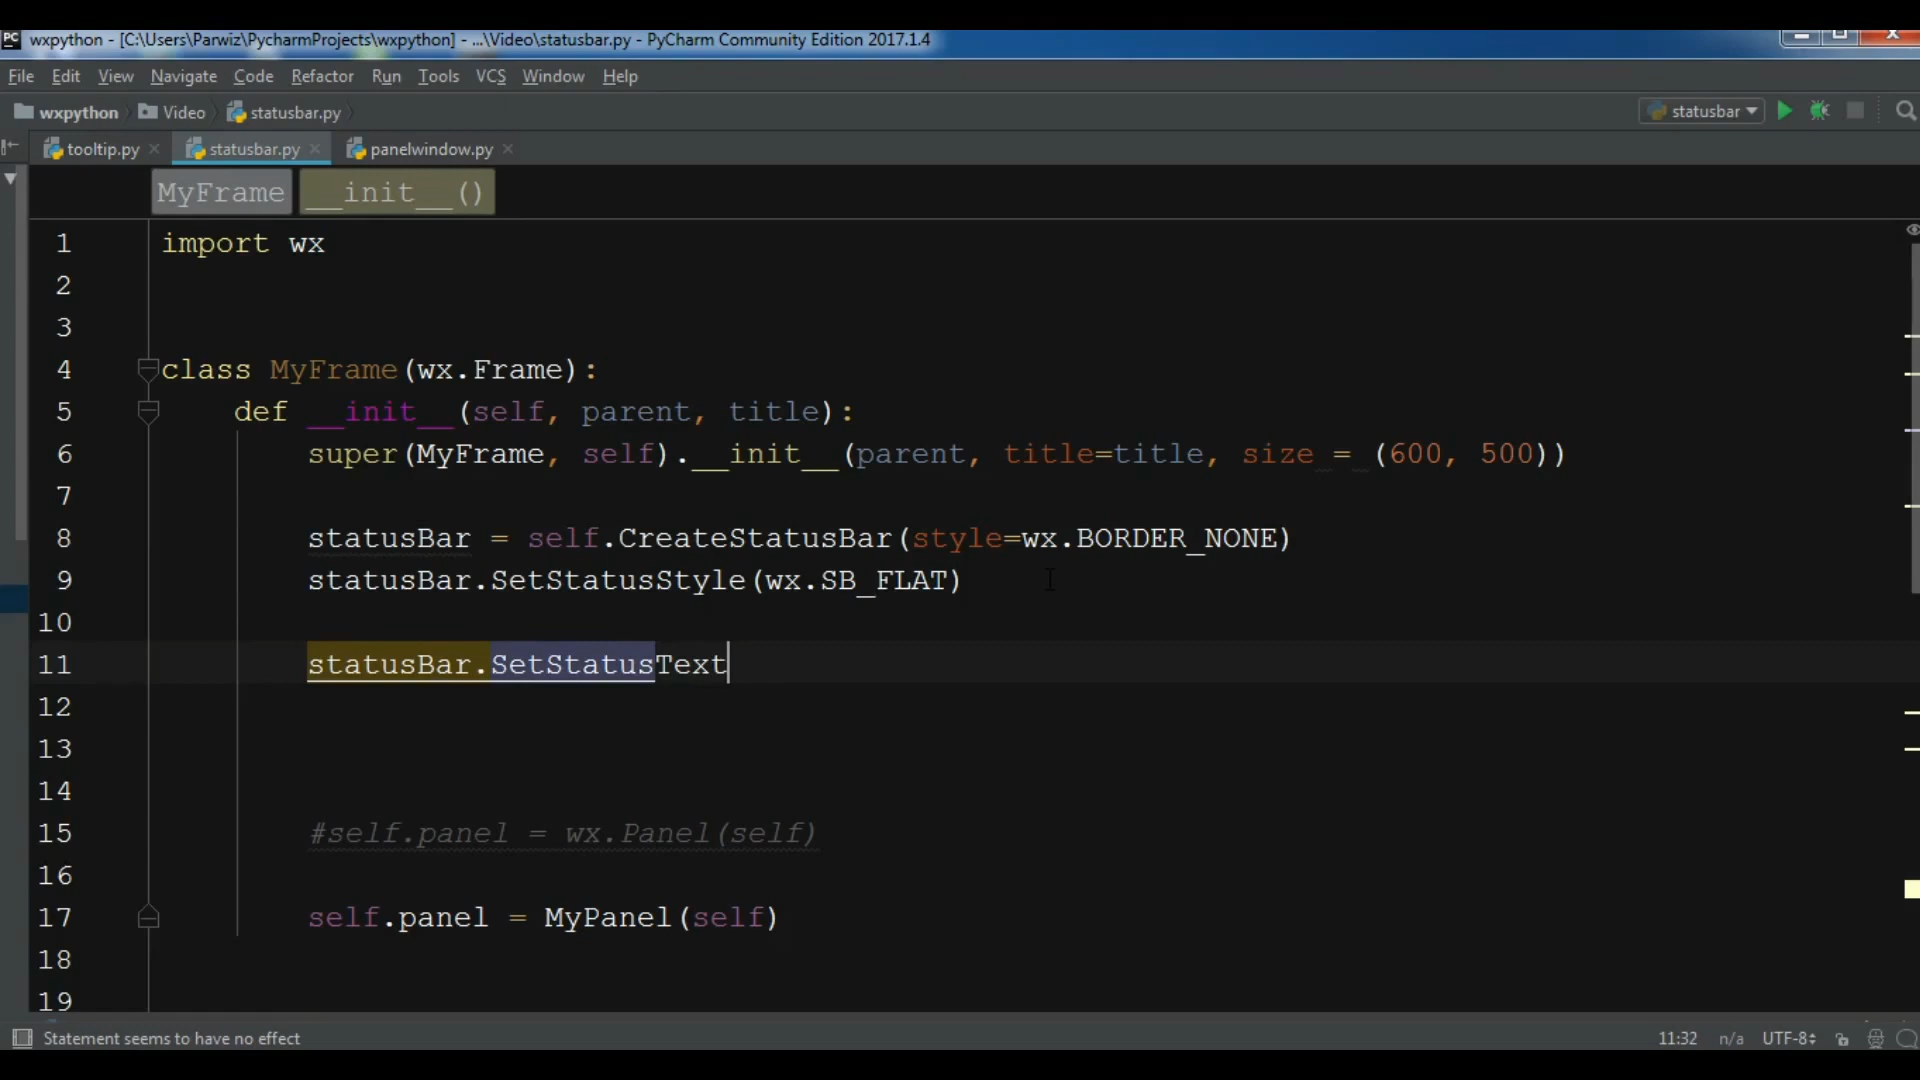 PC wxpython - [C:\Users\Parwiz\PycharmProjects\wxpython] - ...\Video\statusbar.py - PyCharm Community Edition 2017.1.4
File Edit View Navigate Code Refactor Run Tools VCS Window Help
wxpython Video statusbar.py statusbar
tooltip.py statusbar.py panelwindow.py
MyFrame __init__()
1 import wx
2
3
4 class MyFrame(wx.Frame):
5 def __init__(self, parent, title):
6 super(MyFrame, self).__init__(parent, title=title, size = (600, 500))
7
8 statusBar = self.CreateStatusBar(style=wx.BORDER_NONE)
9 statusBar.SetStatusStyle(wx.SB_FLAT)
10
11 statusBar.SetStatusText
12
13
14
15 #self.panel = wx.Panel(self)
16
17 self.panel = MyPanel(self)
18
19
Statement seems to have no effect 11:32 n/a UTF-8